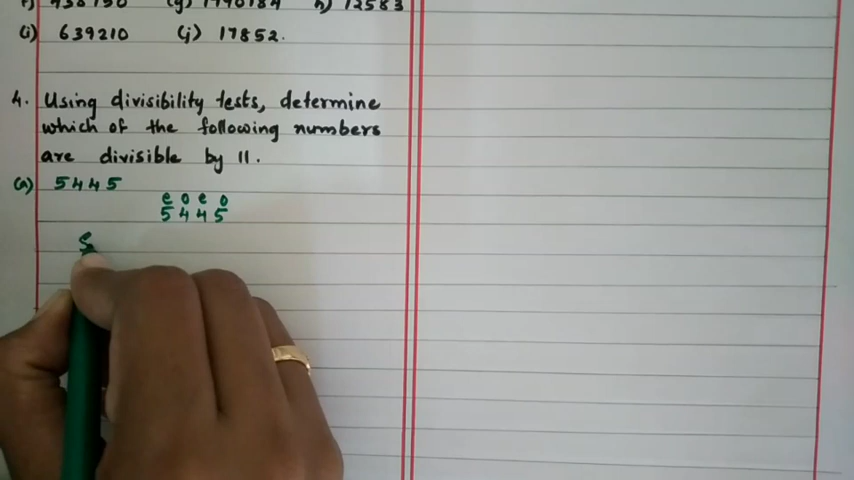 (i) 639210 (j) 17852.
4. Using divisibility tests, determine
which of the following numbers
are divisible by 11.
(a) 5445
e o e o
5 4 4 5
S